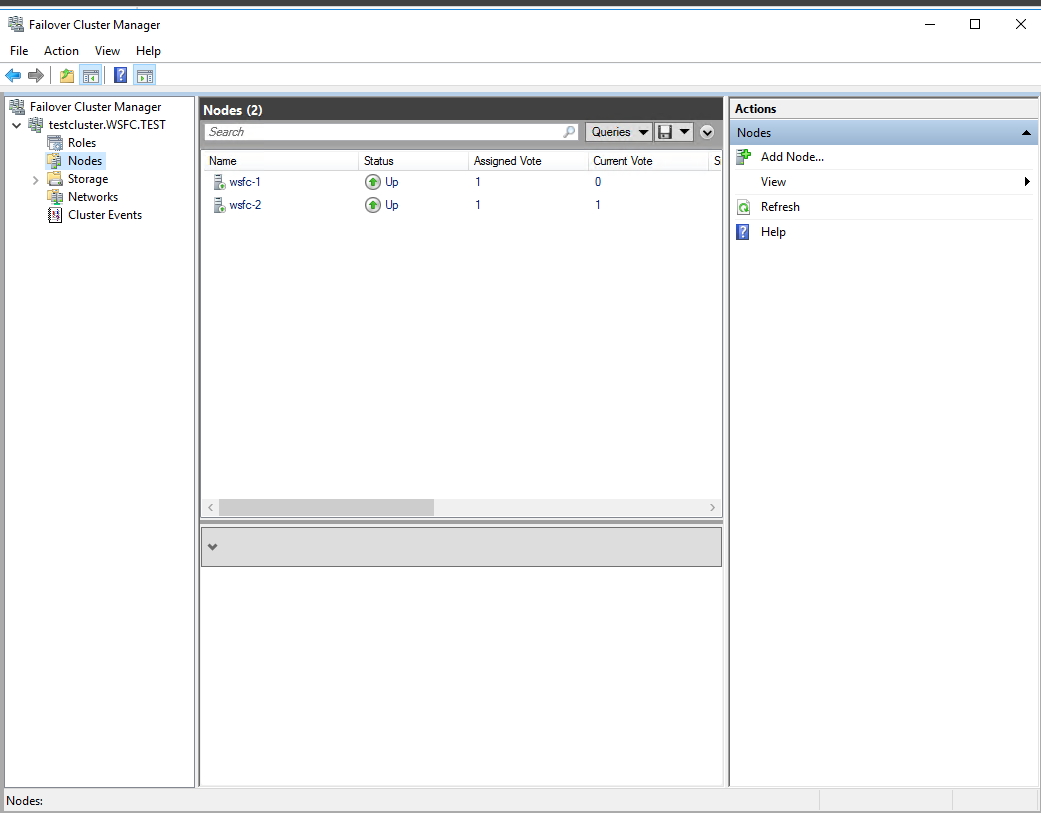 Failover Cluster Manager
File Action View Help
Failover Cluster Manager
testcluster.WSFC.TEST
Roles
Nodes
Storage
Networks
Cluster Events
Nodes (2)
Search Queries
Name Status Assigned Vote Current Vote S
wsfc-1 Up 1 0
wsfc-2 Up 1 1
Actions
Nodes
Add Node...
View
Refresh
Help
Nodes: